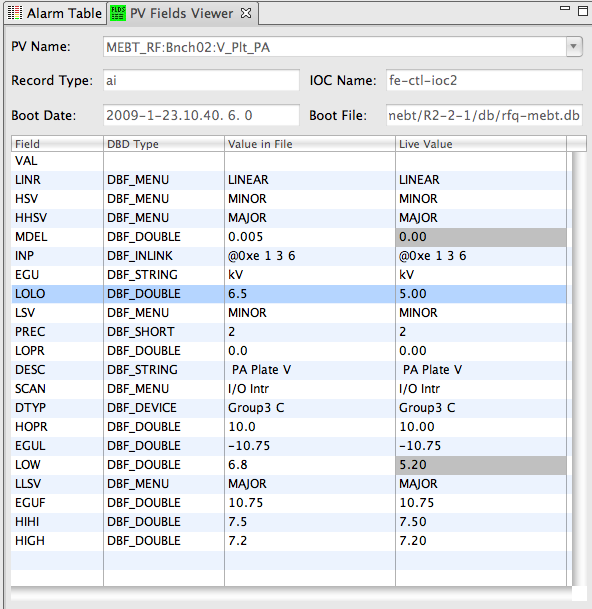 Alarm Table FLDS PV Fields Viewer
PV Name: MEBT_RF:Bnch02:V_Plt_PA
Record Type: ai IOC Name: fe-ctl-ioc2
Boot Date: 2009-1-23.10.40. 6. 0 Boot File: nebt/R2-2-1/db/rfq-mebt.db
Field DBD Type Value in File Live Value
VAL
LINR DBF_MENU LINEAR LINEAR
HSV DBF_MENU MINOR MINOR
HHSV DBF_MENU MAJOR MAJOR
MDEL DBF_DOUBLE 0.005 0.00
INP DBF_INLINK @0xe 1 3 6 @0xe 1 3 6
EGU DBF_STRING kV kV
LOLO DBF_DOUBLE 6.5 5.00
LSV DBF_MENU MINOR MINOR
PREC DBF_SHORT 2 2
LOPR DBF_DOUBLE 0.0 0.00
DESC DBF_STRING PA Plate V PA Plate V
SCAN DBF_MENU I/O Intr I/O Intr
DTYP DBF_DEVICE Group3 C Group3 C
HOPR DBF_DOUBLE 10.0 10.00
EGUL DBF_DOUBLE -10.75 -10.75
LOW DBF_DOUBLE 6.8 5.20
LLSV DBF_MENU MAJOR MAJOR
EGUF DBF_DOUBLE 10.75 10.75
HIHI DBF_DOUBLE 7.5 7.50
HIGH DBF_DOUBLE 7.2 7.20